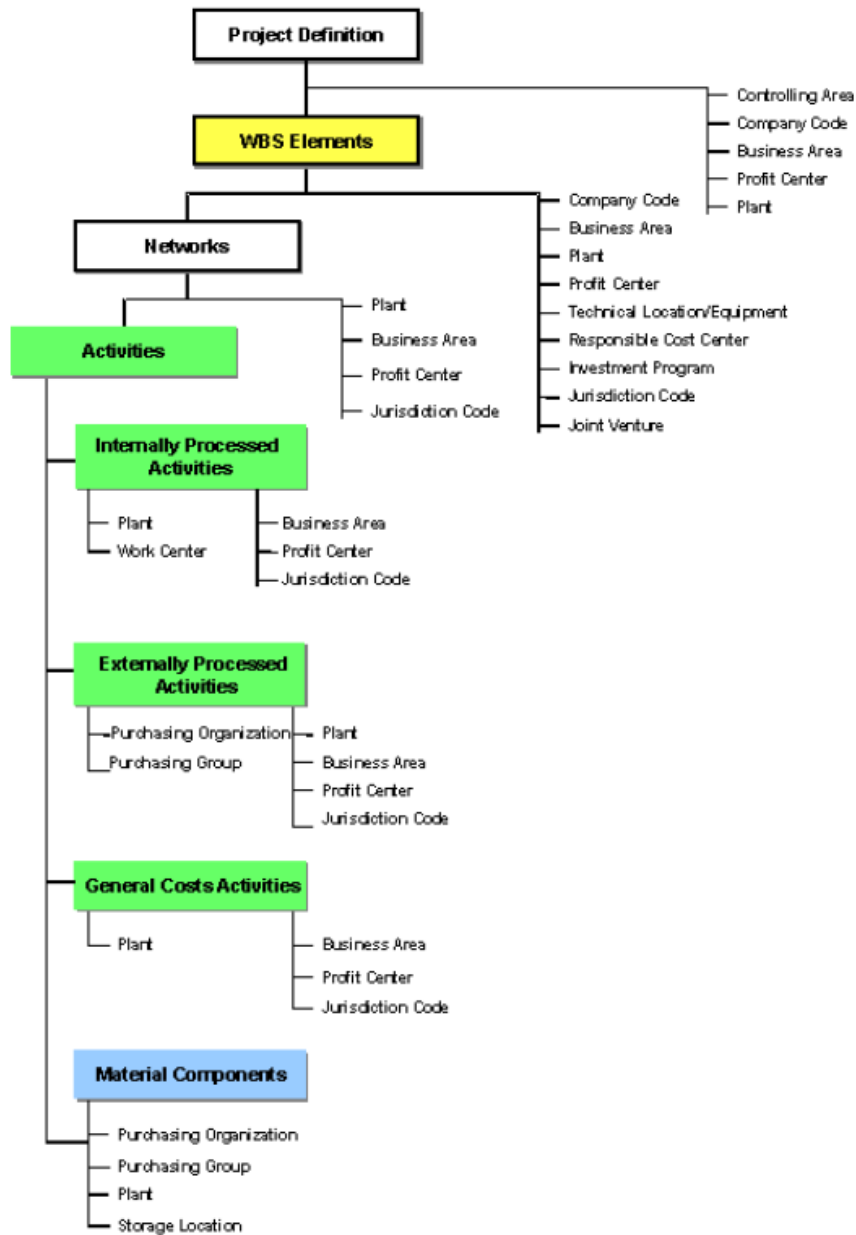 Project Definition
Controlling Area
Company Code
Business Area
Profit Center
Plant
WBS Elements
Company Code
Business Area
Plant
Profit Center
Technical Location/Equipment
Responsible Cost Center
Investment Program
Jurisdiction Code
Joint Venture
Networks
Plant
Business Area
Profit Center
Jurisdiction Code
Activities
Internally Processed
Activities
Plant
Work Center
Business Area
Profit Center
Jurisdiction Code
Externally Processed
Activities
Purchasing Organization
Purchasing Group
Plant
Business Area
Profit Center
Jurisdiction Code
General Costs Activities
Plant
Business Area
Profit Center
Jurisdiction Code
Material Components
Purchasing Organization
Purchasing Group
Plant
Storage Location